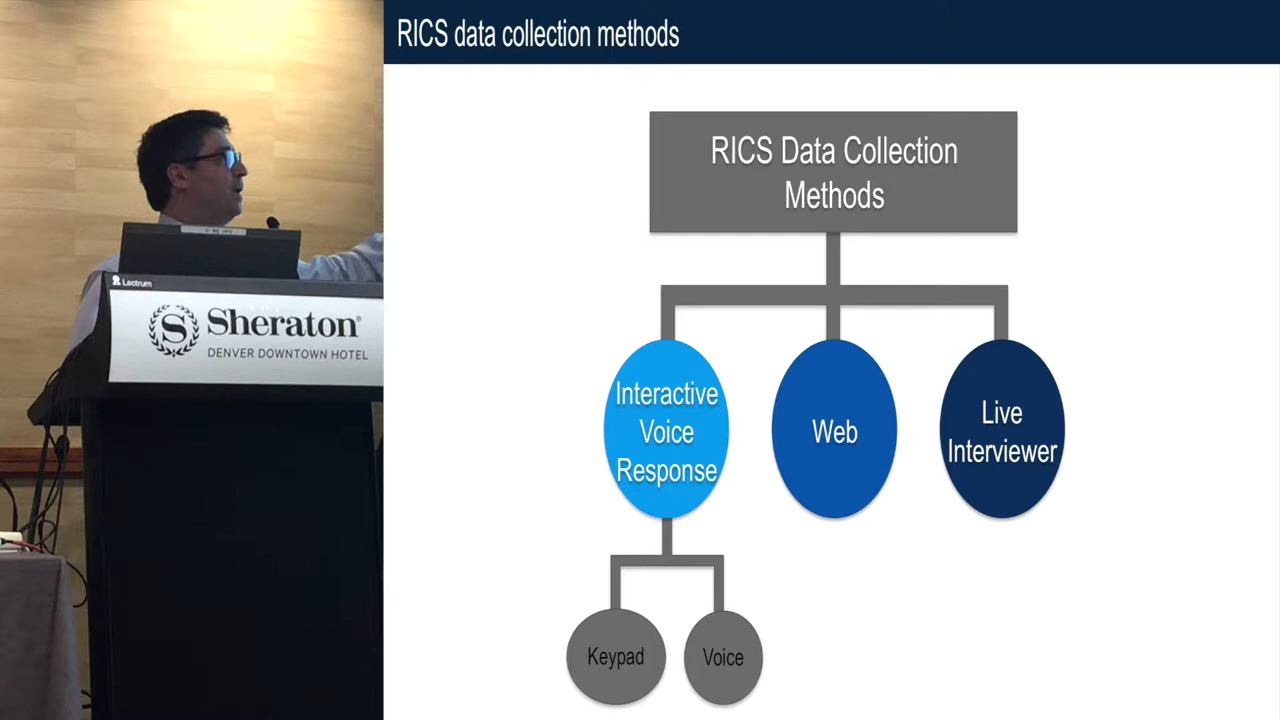 RICS data collection methods
RICS Data Collection
Methods
Interactive
Voice
Response
Web
Live
Interviewer
Keypad
Voice
Lectrum
S
Sheraton®
DENVER DOWNTOWN HOTEL